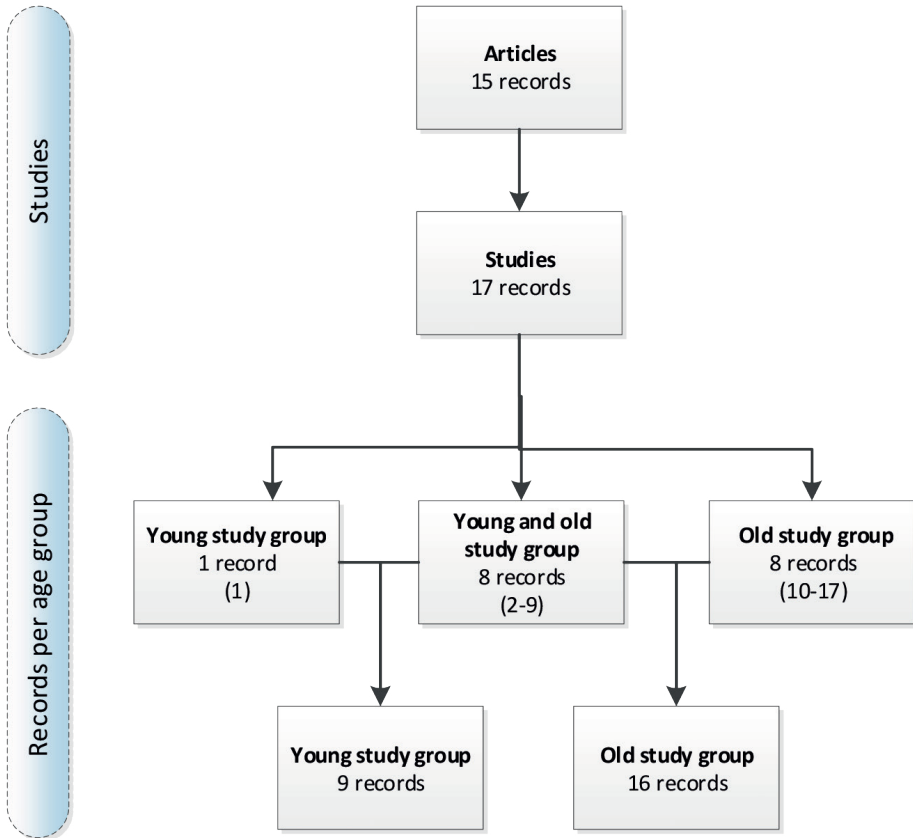 Studies
Articles
15 records
Studies
17 records
Records per age group
Young study group
1 record
(1)
Young and old
study group
8 records
(2-9)
Old study group
8 records
(10-17)
Young study group
9 records
Old study group
16 records